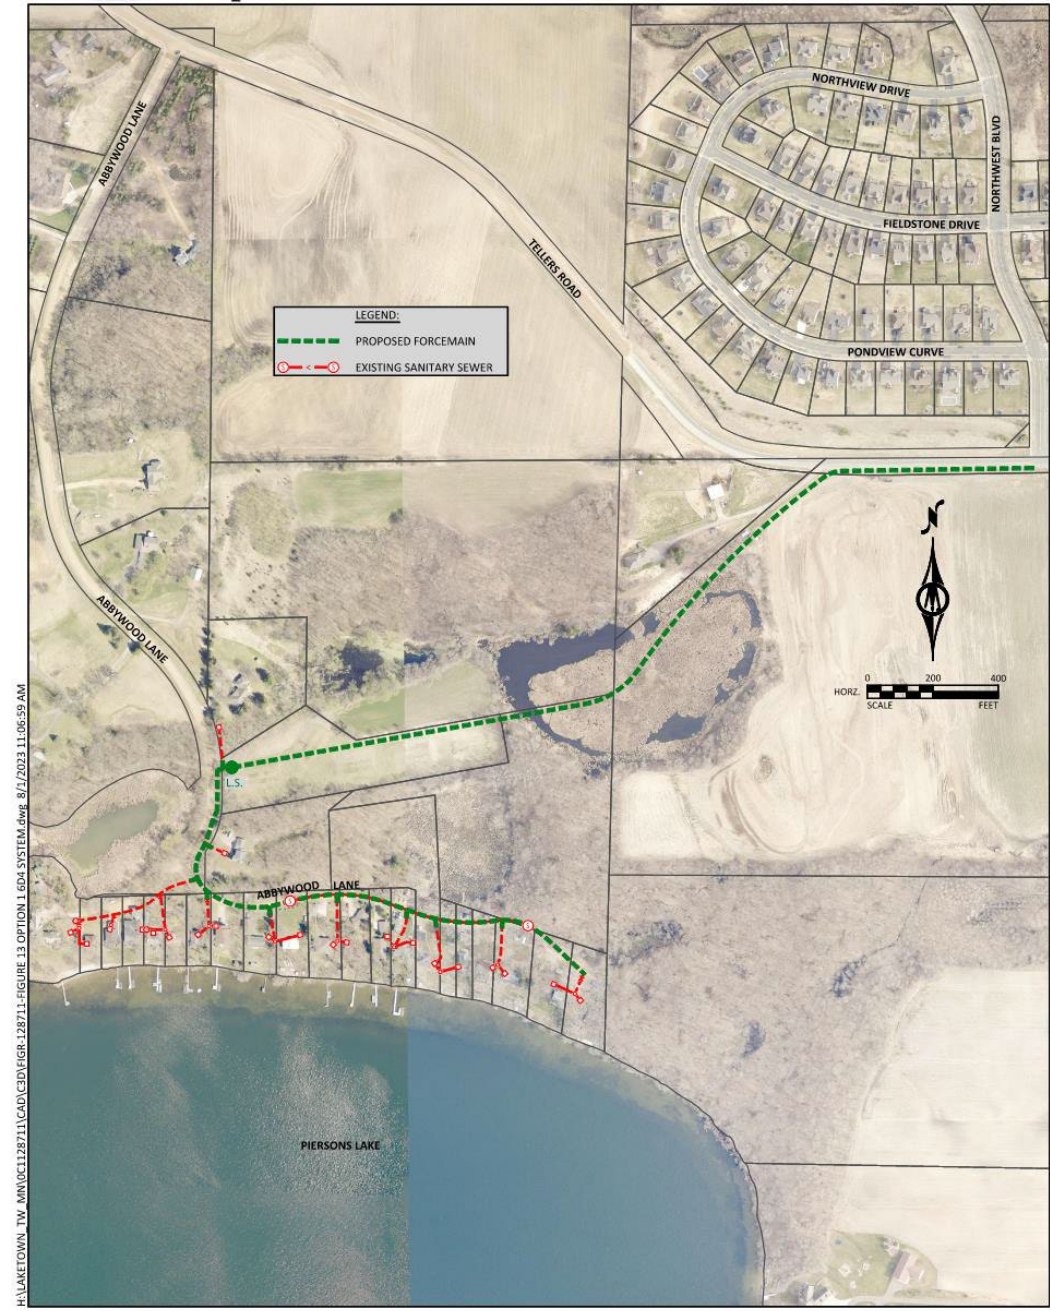 NORTHVIEW DRIVE
ABBYWOOD LANE
NORTHWEST BLVD
FIELDSTONE DRIVE
TELLERS ROAD
LEGEND:
PROPOSED FORCEMAIN
S < S EXISTING SANITARY SEWER
PONDVIEW CURVE
N
ABBYWOOD LANE
0 200 400
HORZ.
SCALE FEET
L.S.
ABBYWOOD LANE
S
S
PIERSONS LAKE
H:\LAKETOWN_TW_MN\0C1128711\CAD\C3D\FIGR-128711-FIGURE 13 OPTION 1 6D4 SYSTEM.dwg 8/1/2023 11:06:59 AM